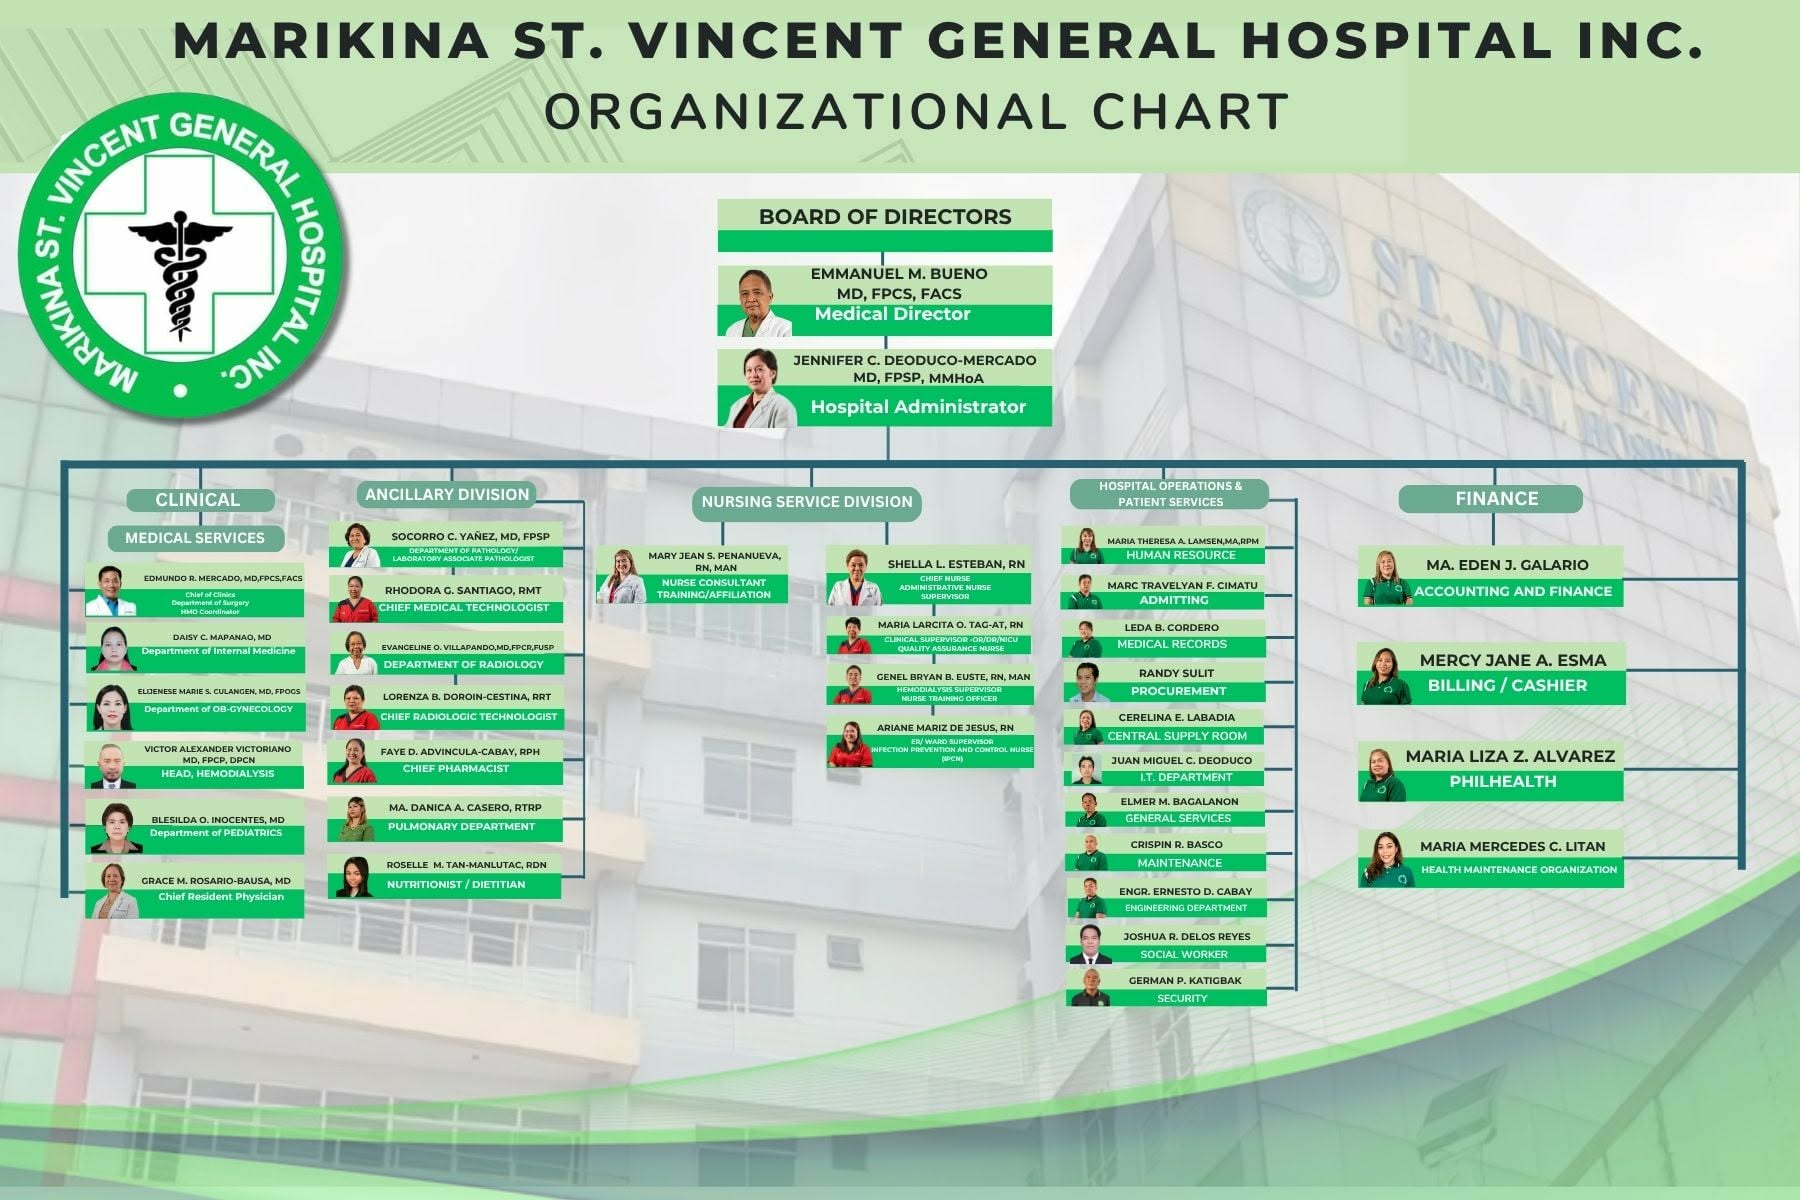 MARIKINA ST. VINCENT GENERAL HOSPITAL INC.
ORGANIZATIONAL CHART
MARIKINA ST. VINCENT GENERAL HOSPITAL INC.
ST. VINCENT
GENERAL HOSPITAL
BOARD OF DIRECTORS
EMMANUEL M. BUENO
MD, FPCS, FACS
Medical Director
JENNIFER C. DEODUCO-MERCADO
MD, FPSP, MMHoA
Hospital Administrator
CLINICAL
MEDICAL SERVICES
EDMUNDO R. MERCADO, MD,FPCS,FACS
Chief of Clinics
Department of Surgery
HMO Coordinator
DAISY C. MAPANAO, MD
Department of Internal Medicine
ELIJENESE MARIE S. CULANGEN, MD, FPOGS
Department of OB-GYNECOLOGY
VICTOR ALEXANDER VICTORIANO
MD, FPCP, DPCN
HEAD, HEMODIALYSIS
BLESILDA O. INOCENTES, MD
Department of PEDIATRICS
GRACE M. ROSARIO-BAUSA, MD
Chief Resident Physician
ANCILLARY DIVISION
SOCORRO C. YAÑEZ, MD, FPSP
DEPARTMENT OF PATHOLOGY/
LABORATORY ASSOCIATE PATHOLOGIST
RHODORA G. SANTIAGO, RMT
CHIEF MEDICAL TECHNOLOGIST
EVANGELINE O. VILLAPANDO,MD,FPCR,FUSP
DEPARTMENT OF RADIOLOGY
LORENZA B. DOROIN-CESTINA, RRT
CHIEF RADIOLOGIC TECHNOLOGIST
FAYE D. ADVINCULA-CABAY, RPH
CHIEF PHARMACIST
MA. DANICA A. CASERO, RTRP
PULMONARY DEPARTMENT
ROSELLE M. TAN-MANLUTAC, RDN
NUTRITIONIST / DIETITIAN
NURSING SERVICE DIVISION
MARY JEAN S. PENANUEVA,
RN, MAN
NURSE CONSULTANT
TRAINING/AFFILIATION
SHELLA L. ESTEBAN, RN
CHIEF NURSE
ADMINISTRATIVE NURSE
SUPERVISOR
MARIA LARCITA O. TAG-AT, RN
CLINICAL SUPERVISOR -OR/DR/NICU
QUALITY ASSURANCE NURSE
GENEL BRYAN B. EUSTE, RN, MAN
HEMODIALYSIS SUPERVISOR
NURSE TRAINING OFFICER
ARIANE MARIZ DE JESUS, RN
ER/ WARD SUPERVISOR
INFECTION PREVENTION AND CONTROL NURSE
(IPCN)
HOSPITAL OPERATIONS &
PATIENT SERVICES
MARIA THERESA A. LAMSEN,MA,RPM
HUMAN RESOURCE
MARC TRAVELYAN F. CIMATU
ADMITTING
LEDA B. CORDERO
MEDICAL RECORDS
RANDY SULIT
PROCUREMENT
CERELINA E. LABADIA
CENTRAL SUPPLY ROOM
JUAN MIGUEL C. DEODUCO
I.T. DEPARTMENT
ELMER M. BAGALANON
GENERAL SERVICES
CRISPIN R. BASCO
MAINTENANCE
ENGR. ERNESTO D. CABAY
ENGINEERING DEPARTMENT
JOSHUA R. DELOS REYES
SOCIAL WORKER
GERMAN P. KATIGBAK
SECURITY
FINANCE
MA. EDEN J. GALARIO
ACCOUNTING AND FINANCE
MERCY JANE A. ESMA
BILLING / CASHIER
MARIA LIZA Z. ALVAREZ
PHILHEALTH
MARIA MERCEDES C. LITAN
HEALTH MAINTENANCE ORGANIZATION